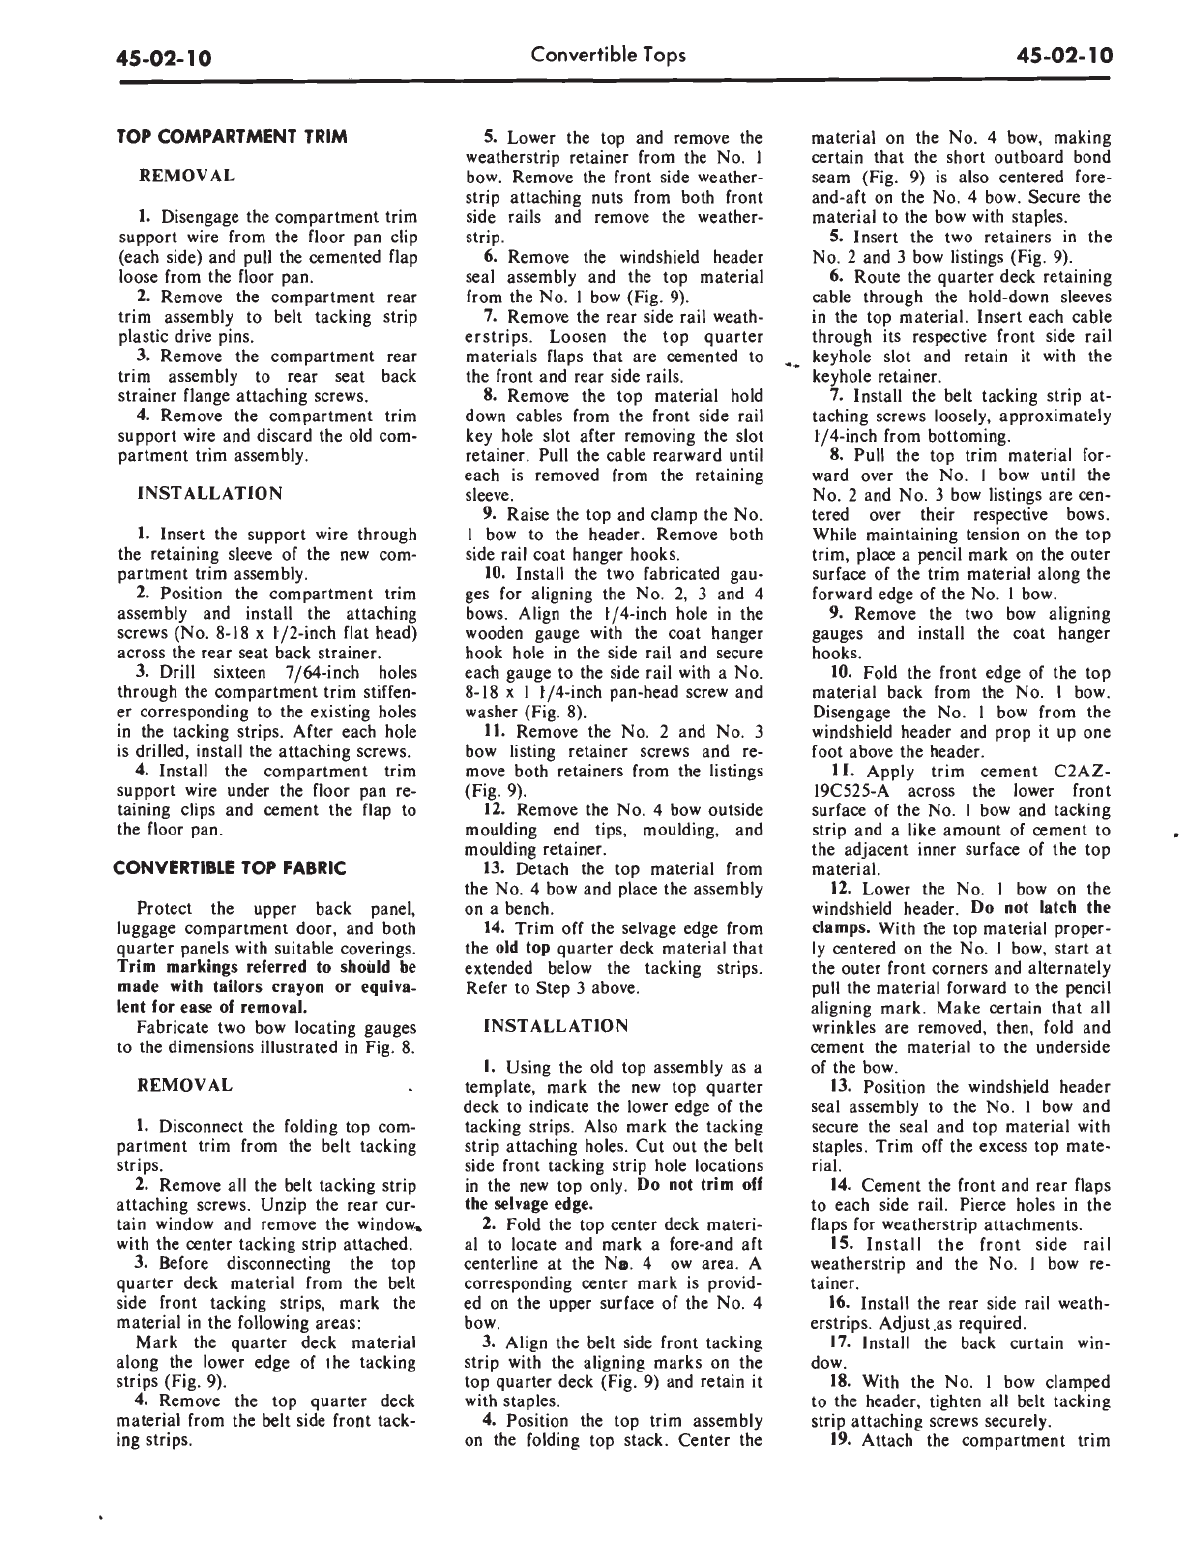 45-02-10
Convertible Tops
45-02-10
TOP COMPARTMENT TRIM
REMOVAL
1. Disengage the compartment trim
support wire from the floor pan clip
(each side) and pull the cemented flap
loose from the floor pan.
2. Remove the compartment rear
trim assembly to belt tacking strip
plastic drive pins.
3. Remove the compartment rear
trim assembly to rear seat back
strainer flange attaching screws.
4. Remove the compartment trim
support wire and discard the old com-
partment trim assembly.
INSTALLATION
1. Insert the support wire through
the retaining sleeve of the new com-
partment trim assembly.
2. Position the compartment trim
assembly and install the attaching
screws (No. 8-18 x 1/2-inch flat head)
across the rear seat back strainer.
3. Drill sixteen 7/64-inch holes
through the compartment trim stiffen-
er corresponding to the existing holes
in the tacking strips. After each hole
is drilled, install the attaching screws.
4. Install the compartment trim
support wire under the floor pan re-
taining clips and cement the flap to
the floor pan.
CONVERTIBLE TOP FABRIC
Protect the upper back panel,
luggage compartment door, and both
quarter panels with suitable coverings.
Trim markings referred to should be
made with tailors crayon or equiva-
lent for ease of removal.
Fabricate two bow locating gauges
to the dimensions illustrated in Fig. 8.
REMOVAL
1. Disconnect the folding top com-
partment trim from the belt tacking
strips.
2. Remove all the belt tacking strip
attaching screws. Unzip the rear cur-
tain window and remove the window
with the center tacking strip attached.
3. Before disconnecting the top
quarter deck material from the belt
side front tacking strips, mark the
material in the following areas:
Mark the quarter deck material
along the lower edge of the tacking
strips (Fig. 9).
4. Remove the top quarter deck
material from the belt side front tack-
ing strips.
5. Lower the top and remove the
weatherstrip retainer from the No. 1
bow. Remove the front side weather-
strip attaching nuts from both front
side rails and remove the weather-
strip.
6. Remove the windshield header
seal assembly and the top material
from the No. 1 bow (Fig. 9).
7. Remove the rear side rail weath-
erstrips. Loosen the top quarter
materials flaps that are cemented to
the front and rear side rails.
8. Remove the top material hold
down cables from the front side rail
key hole slot after removing the slot
retainer. Pull the cable rearward until
each is removed from the retaining
sleeve.
9. Raise the top and clamp the No.
1 bow to the header. Remove both
side rail coat hanger hooks.
10. Install the two fabricated gau-
ges for aligning the No. 2, 3 and 4
bows. Align the 1/4-inch hole in the
wooden gauge with the coat hanger
hook hole in the side rail and secure
each gauge to the side rail with a No.
8-18 x 1 1/4-inch pan-head screw and
washer (Fig. 8).
11. Remove the No. 2 and No. 3
bow listing retainer screws and re-
move both retainers from the listings
(Fig. 9).
12. Remove the No. 4 bow outside
moulding end tips, moulding, and
moulding retainer.
13. Detach the top material from
the No. 4 bow and place the assembly
on a bench.
14. Trim off the selvage edge from
the old top quarter deck material that
extended below the tacking strips.
Refer to Step 3 above.
INSTALLATION
1. Using the old top assembly as a
template, mark the new top quarter
deck to indicate the lower edge of the
tacking strips. Also mark the tacking
strip attaching holes. Cut out the belt
side front tacking strip hole locations
in the new top only. Do not trim off
the selvage edge.
2. Fold the top center deck materi-
al to locate and mark a fore-and aft
centerline at the No. 4 ow area. A
corresponding center mark is provid-
ed on the upper surface of the No. 4
bow.
3. Align the belt side front tacking
strip with the aligning marks on the
top quarter deck (Fig. 9) and retain it
with staples.
4. Position the top trim assembly
on the folding top stack. Center the
material on the No. 4 bow, making
certain that the short outboard bond
seam (Fig. 9) is also centered fore-
and-aft on the No. 4 bow. Secure the
material to the bow with staples.
5. Insert the two retainers in the
No. 2 and 3 bow listings (Fig. 9).
6. Route the quarter deck retaining
cable through the hold-down sleeves
in the top material. Insert each cable
through its respective front side rail
keyhole slot and retain it with the
keyhole retainer.
7. Install the belt tacking strip at-
taching screws loosely, approximately
1/4-inch from bottoming.
8. Pull the top trim material for-
ward over the No. 1 bow until the
No. 2 and No. 3 bow listings are cen-
tered over their respective bows.
While maintaining tension on the top
trim, place a pencil mark on the outer
surface of the trim material along the
forward edge of the No. 1 bow.
9. Remove the two bow aligning
gauges and install the coat hanger
hooks.
10. Fold the front edge of the top
material back from the No. 1 bow.
Disengage the No. 1 bow from the
windshield header and prop it up one
foot above the header.
11. Apply trim cement C2AZ-
19C525-A across the lower front
surface of the No. 1 bow and tacking
strip and a like amount of cement to
the adjacent inner surface of the top
material.
12. Lower the No. 1 bow on the
windshield header. Do not latch the
clamps. With the top material proper-
ly centered on the No. 1 bow, start at
the outer front corners and alternately
pull the material forward to the pencil
aligning mark. Make certain that all
wrinkles are removed, then, fold and
cement the material to the underside
of the bow.
13. Position the windshield header
seal assembly to the No. 1 bow and
secure the seal and top material with
staples. Trim off the excess top mate-
rial.
14. Cement the front and rear flaps
to each side rail. Pierce holes in the
flaps for weatherstrip attachments.
15. Install the front side rail
weatherstrip and the No. 1 bow re-
tainer.
16. Install the rear side rail weath-
erstrips. Adjust as required.
17. Install the back curtain win-
dow.
18. With the No. 1 bow clamped
to the header, tighten all belt tacking
strip attaching screws securely.
19. Attach the compartment trim